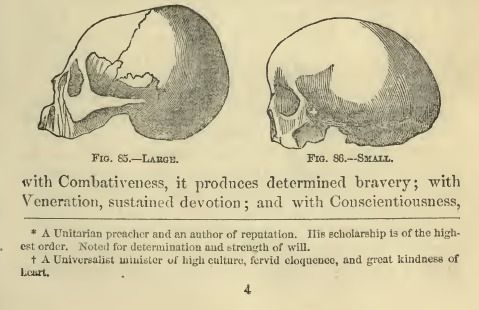 FIG. 85.—LARGE.
FIG. 86.—SMALL.
with Combativeness, it produces determined bravery; with
Veneration, sustained devotion; and with Conscientiousness,
* A Unitarian preacher and an author of reputation. His scholarship is of the high-
est order. Noted for determination and strength of will.
† A Universalist minister of high culture, fervid eloquence, and great kindness of
heart.
4